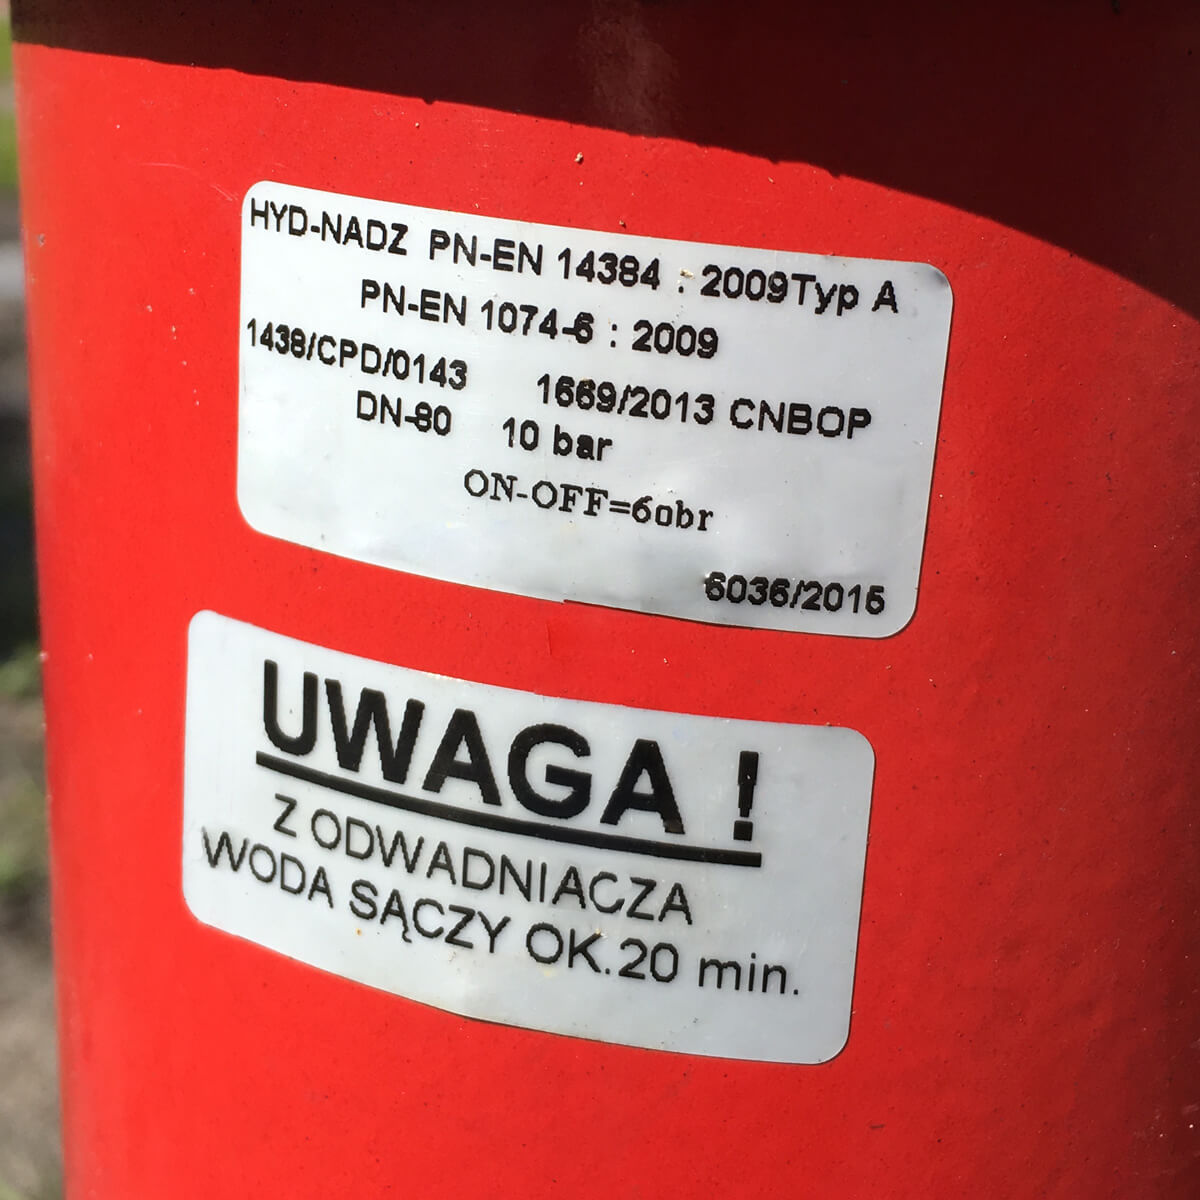 HYD-NADZ PN-EN 14384 : 2009Typ A
PN-EN 1074-6 : 2009
1438/CPD/0143 1669/2013 CNBOP
DN-80 10 bar
ON-OFF=6obr
6036/2015
UWAGA !
Z ODWADNIACZA
WODA SĄCZY OK.20 min.